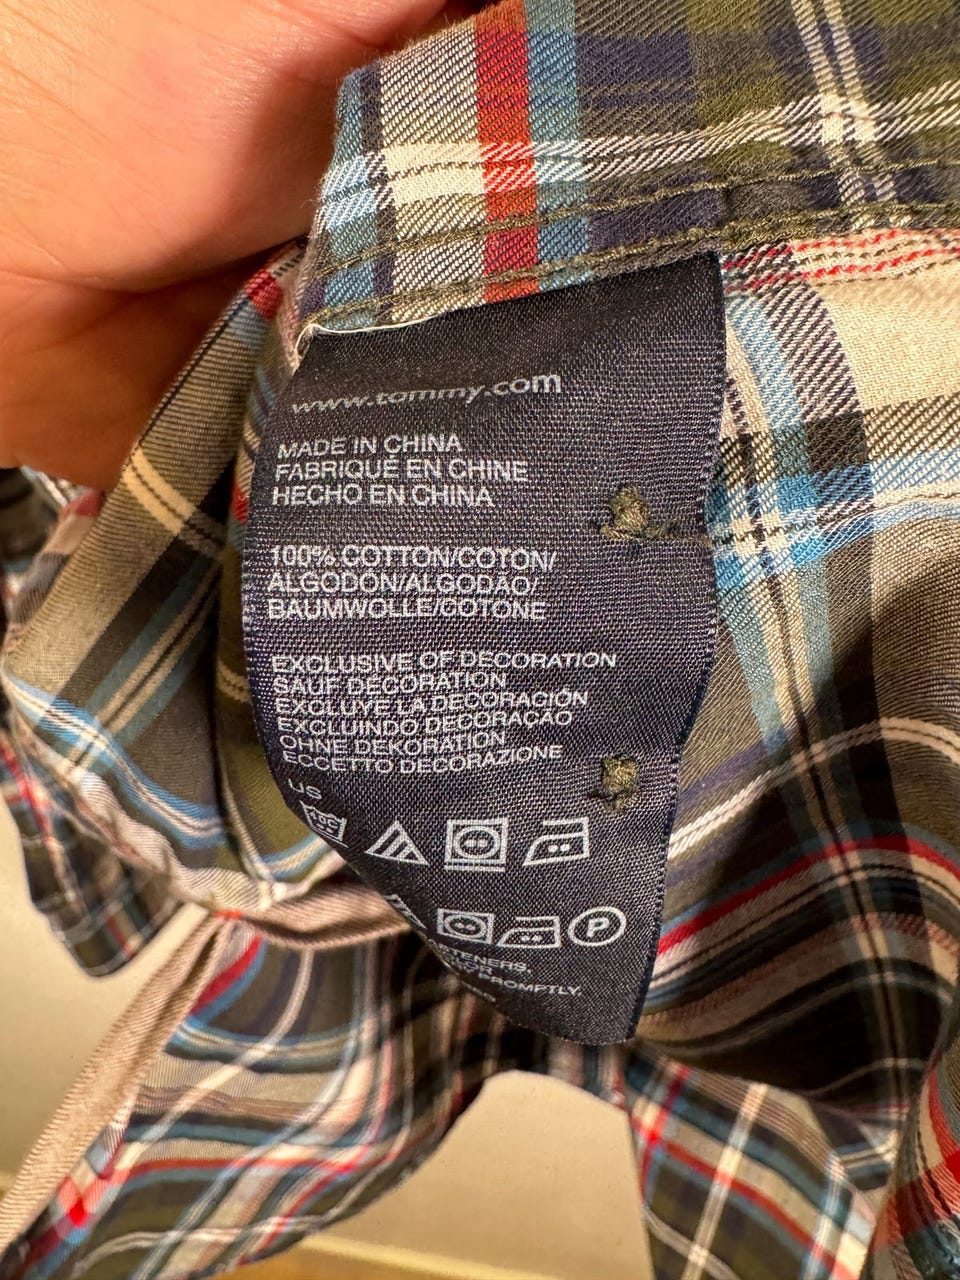 www.tommy.com
MADE IN CHINA
FABRIQUÉ EN CHINE
HECHO EN CHINA
100% COTTON/COTON/
ALGODON/ALGODÃO/
BAUMWOLLE/COTONE
EXCLUSIVE OF DECORATION
SAUF DÉCORATION
EXCLUYE LA DECORACIÓN
EXCLUINDO DECORAÇÃO
OHNE DEKORATION
ECCETTO DECORAZIONE
US
P
PROMPTLY.